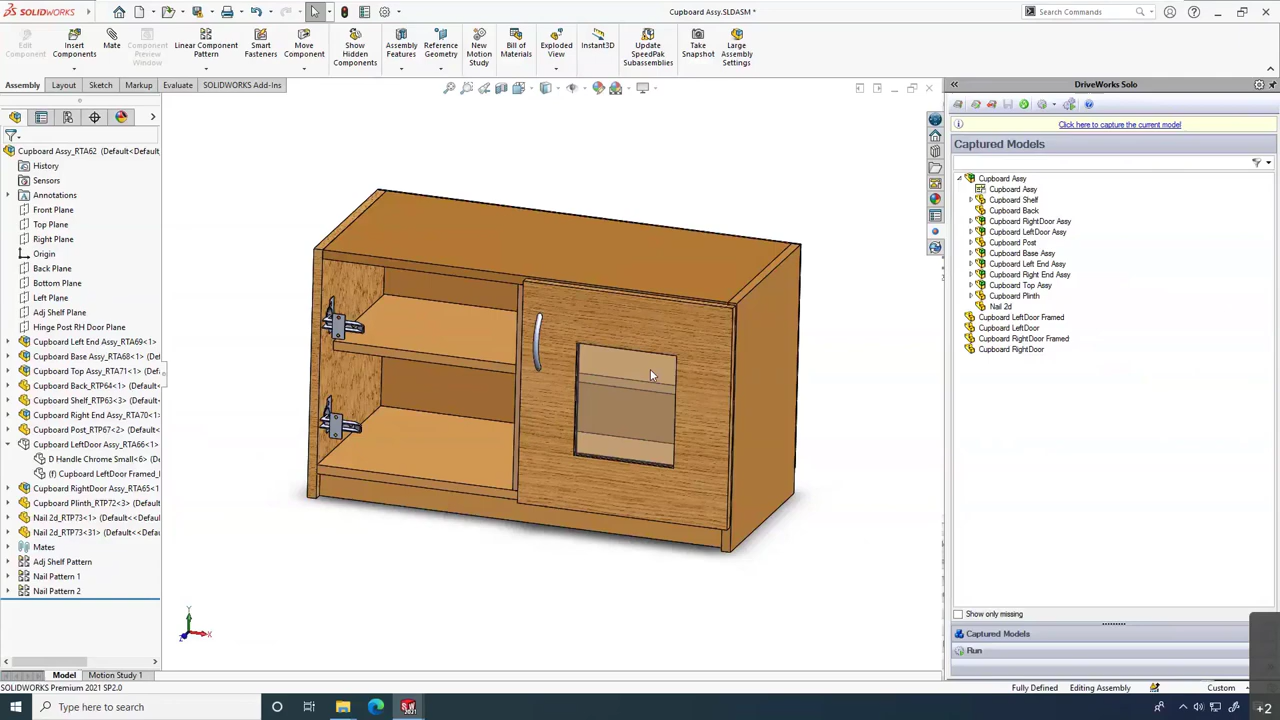 SOLIDWORKS
Cupboard Assy.SLDASM *
Search Commands
Edit Component
Insert Components
Mate
Component Preview Window
Linear Component Pattern
Smart Fasteners
Move Component
Show Hidden Components
Assembly Features
Reference Geometry
New Motion Study
Bill of Materials
Exploded View
Instant3D
Update SpeedPak Subassemblies
Take Snapshot
Large Assembly Settings
Assembly Layout Sketch Markup Evaluate SOLIDWORKS Add-Ins
Cupboard Assy_RTA62 (Default<Default_
History
Sensors
Annotations
Front Plane
Top Plane
Right Plane
Origin
Back Plane
Bottom Plane
Left Plane
Adj Shelf Plane
Hinge Post RH Door Plane
Cupboard Left End Assy_RTA69<1>
Cupboard Base Assy_RTA68<1> (Def
Cupboard Top Assy_RTA71<1> (Defa
Cupboard Back_RTP64<1> (Default<
Cupboard Shelf_RTP63<3> (Default<
Cupboard Right End Assy_RTA70<1>
Cupboard Post_RTP67<2> (Default<
Cupboard LeftDoor Assy_RTA66<1>
D Handle Chrome Small<6> (Def
(f) Cupboard LeftDoor Framed_
Cupboard RightDoor Assy_RTA65<1>
Cupboard Plinth_RTP72<3> (Default
Nail 2d_RTP73<1> (Default<<Default
Nail 2d_RTP73<31> (Default<<Defau
Mates
Adj Shelf Pattern
Nail Pattern 1
Nail Pattern 2
Y
X
Z
DriveWorks Solo
Click here to capture the current model
Captured Models
Cupboard Assy
Cupboard Assy
Cupboard Shelf
Cupboard Back
Cupboard RightDoor Assy
Cupboard LeftDoor Assy
Cupboard Post
Cupboard Base Assy
Cupboard Left End Assy
Cupboard Right End Assy
Cupboard Top Assy
Cupboard Plinth
Nail 2d
Cupboard LeftDoor Framed
Cupboard LeftDoor
Cupboard RightDoor Framed
Cupboard RightDoor
Show only missing
Captured Models
Run
Model Motion Study 1
SOLIDWORKS Premium 2021 SP2.0
Fully Defined Editing Assembly Custom
Type here to search
+2